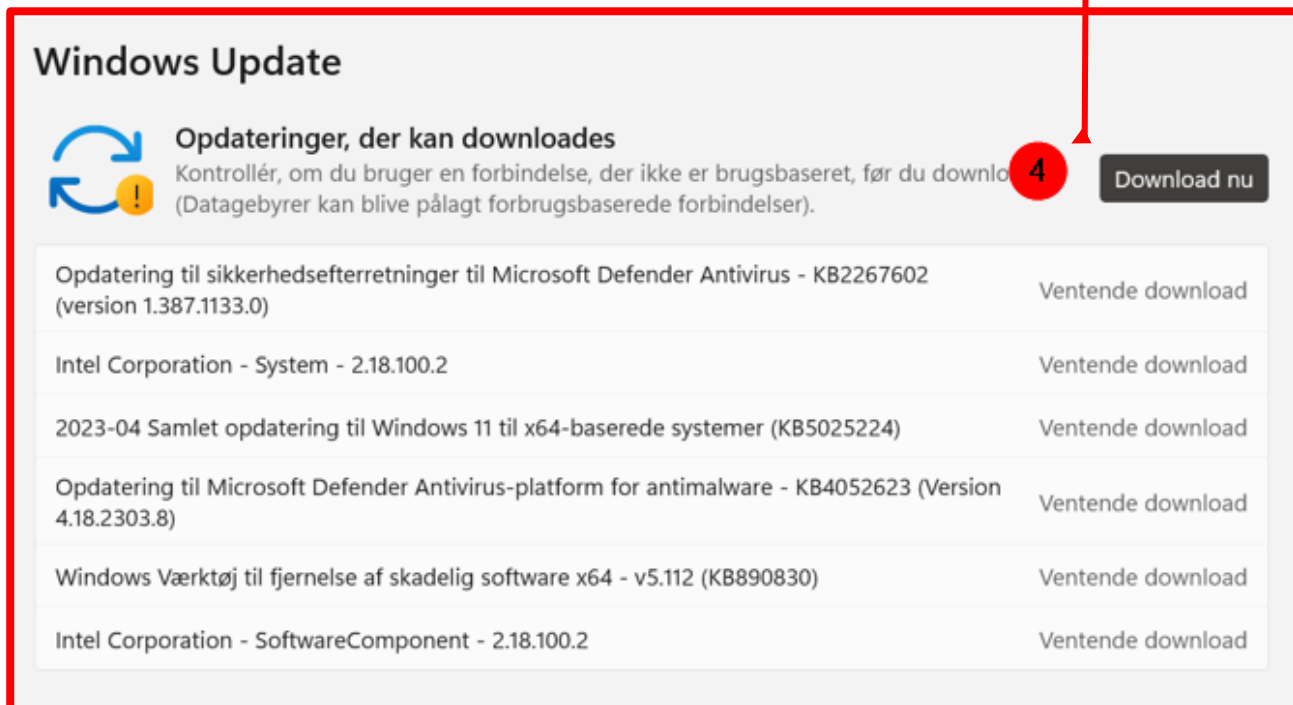 Windows Update
Opdateringer, der kan downloades
Kontrollér, om du bruger en forbindelse, der ikke er brugsbaseret, før du
(Datagebyrer kan blive pålagt forbrugsbaserede forbindelser).
4
Download nu
Opdatering til sikkerhedsefterretninger til Microsoft Defender Antivirus - KB2267602
(version 1.387.1133.0)
Ventende download
Intel Corporation - System - 2.18.100.2
Ventende download
2023-04 Samlet opdatering til Windows 11 til x64-baserede systemer (KB5025224)
Ventende download
Opdatering til Microsoft Defender Antivirus-platform for antimalware - KB4052623 (Version
4.18.2303.8)
Ventende download
Windows Værktøj til fjernelse af skadelig software x64 - v5.112 (KB890830)
Ventende download
Intel Corporation - SoftwareComponent - 2.18.100.2
Ventende download